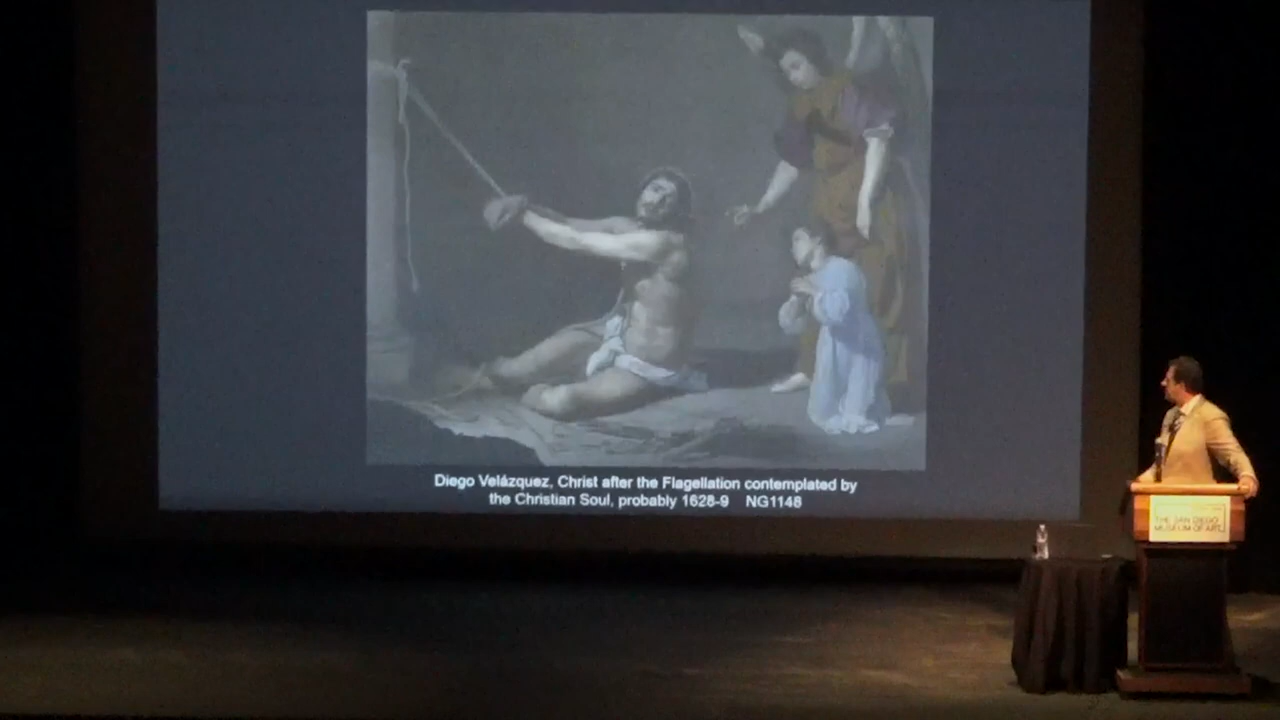 Diego Velázquez, Christ after the Flagellation contemplated by
the Christian Soul, probably 1628-9 NG1148
THE SAN DIEGO
MUSEUM OF ART